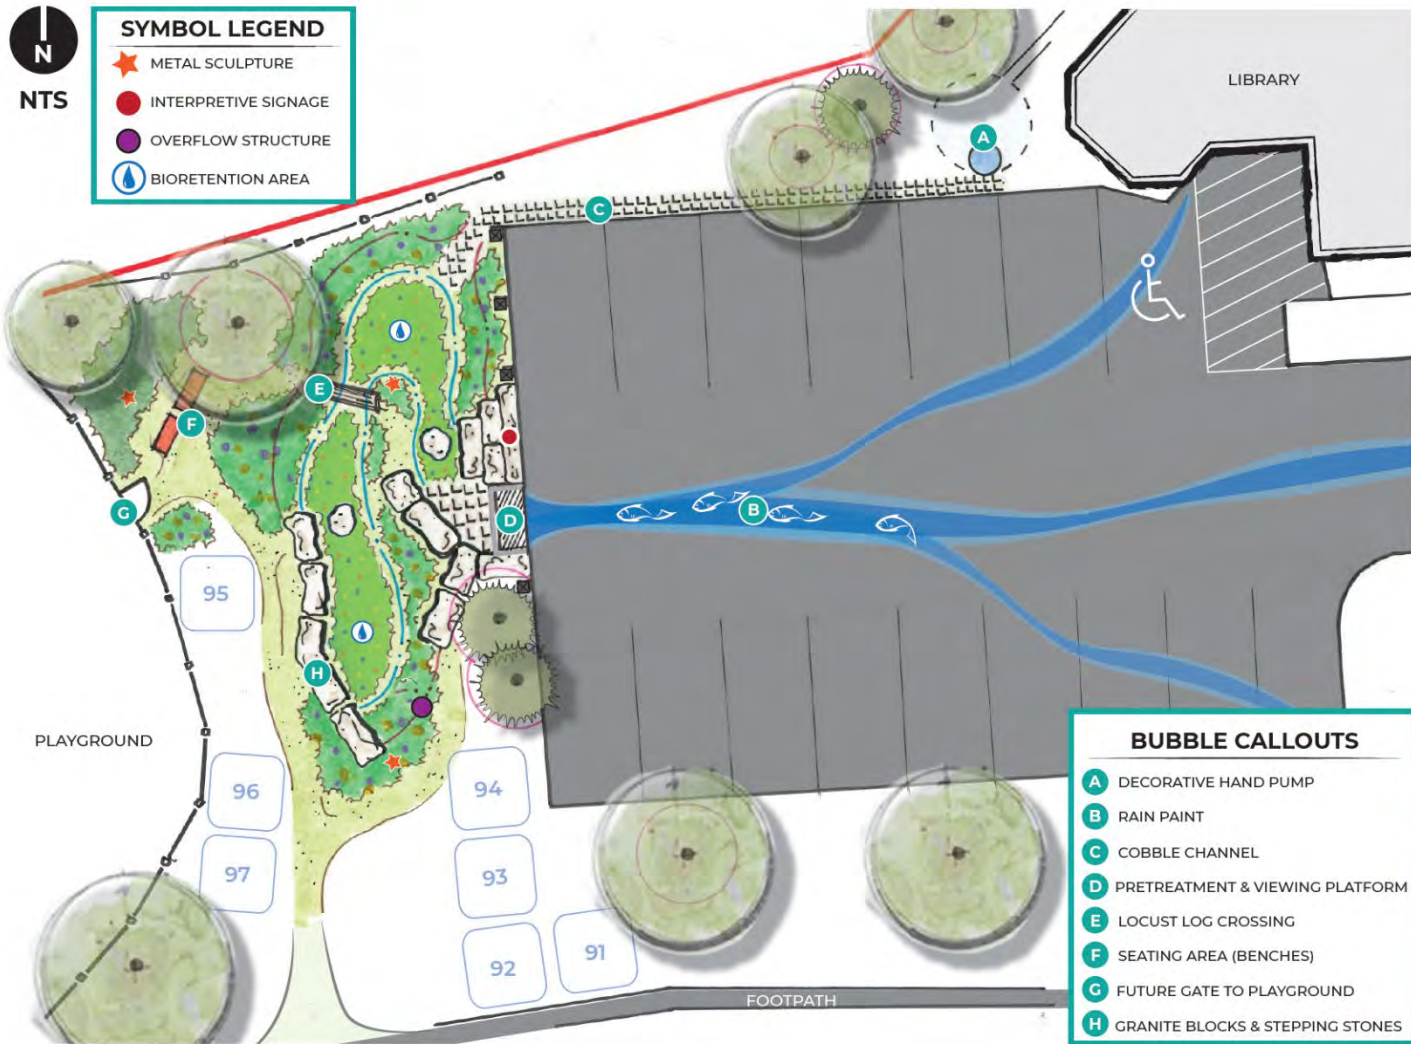 N
NTS
SYMBOL LEGEND
METAL SCULPTURE
INTERPRETIVE SIGNAGE
OVERFLOW STRUCTURE
BIORETENTION AREA
LIBRARY
A
C
E
F
G
D
B
95
H
PLAYGROUND
96
94
97
93
92
91
FOOTPATH
BUBBLE CALLOUTS
A DECORATIVE HAND PUMP
B RAIN PAINT
C COBBLE CHANNEL
D PRETREATMENT & VIEWING PLATFORM
E LOCUST LOG CROSSING
F SEATING AREA (BENCHES)
G FUTURE GATE TO PLAYGROUND
H GRANITE BLOCKS & STEPPING STONES